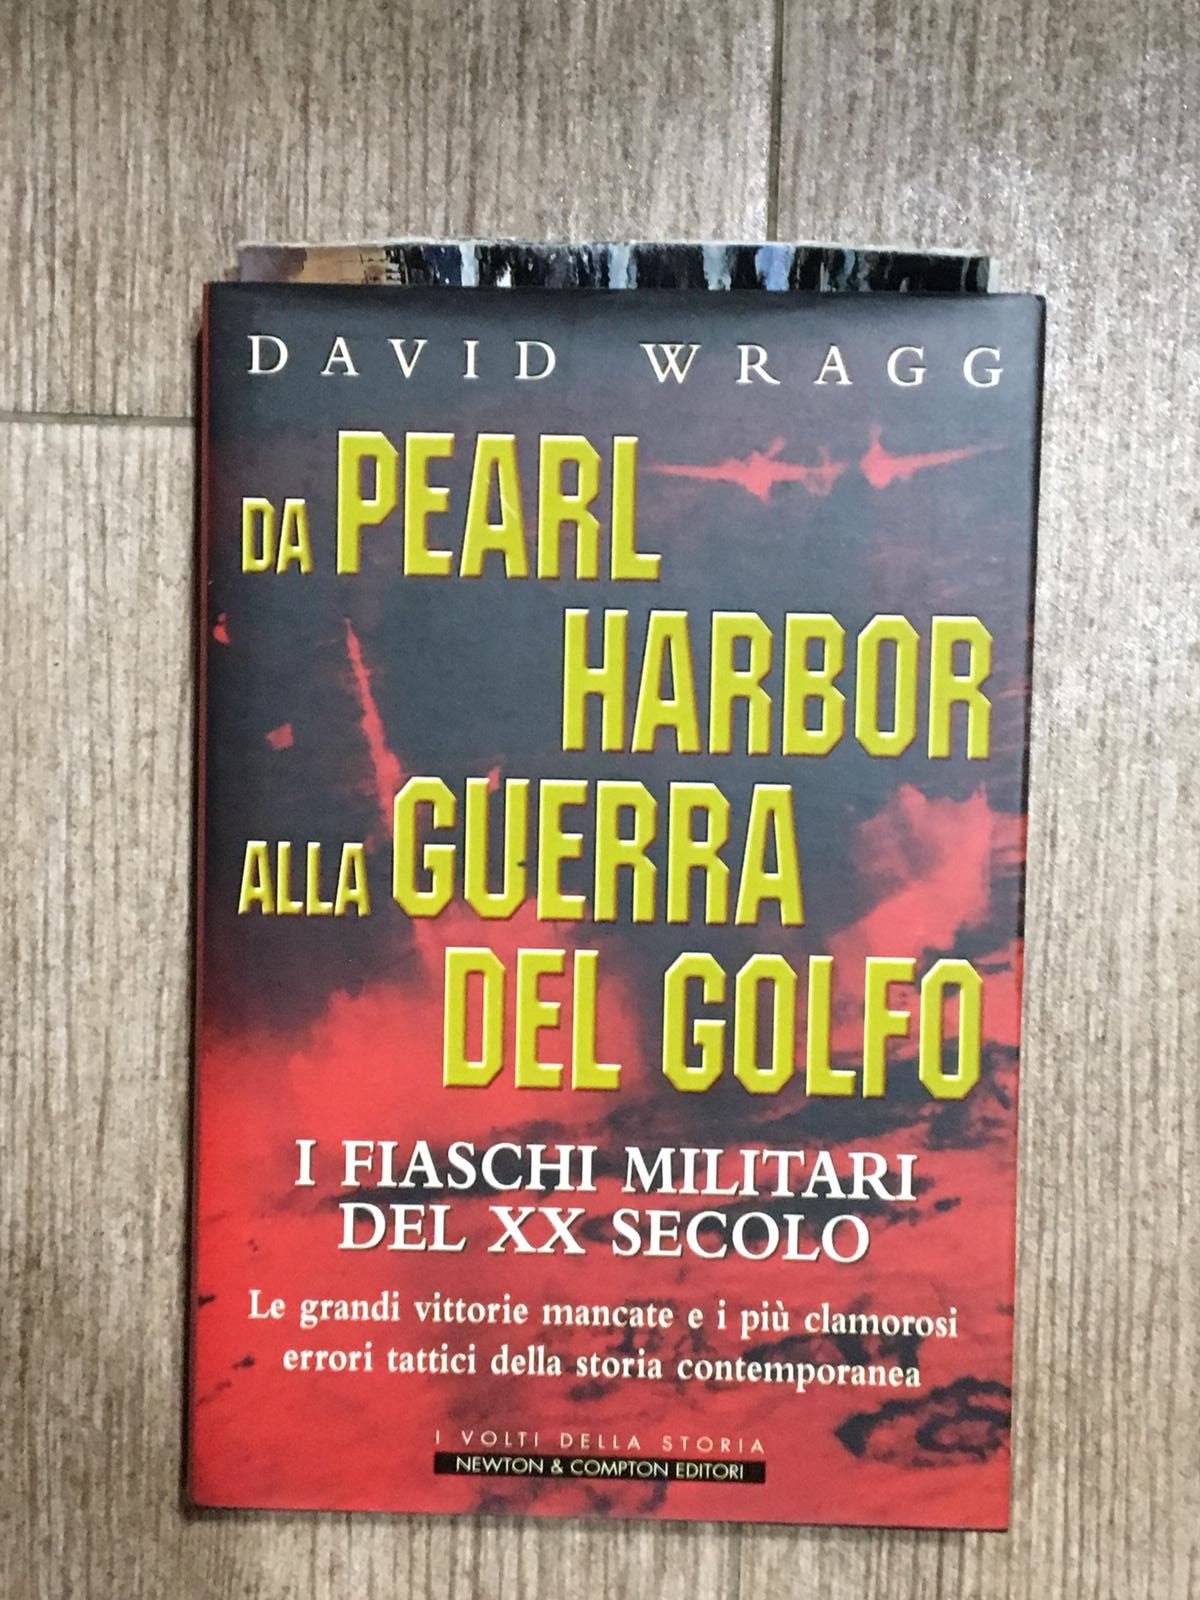 DAVID WRAGG
DA PEARL
HARBOR
ALLA GUERRA
DEL GOLFO
I FIASCHI MILITARI
DEL XX SECOLO
Le grandi vittorie mancate e i più clamorosi
errori tattici della storia contemporanea
I VOLTI DELLA STORIA
NEWTON & COMPTON EDITORI